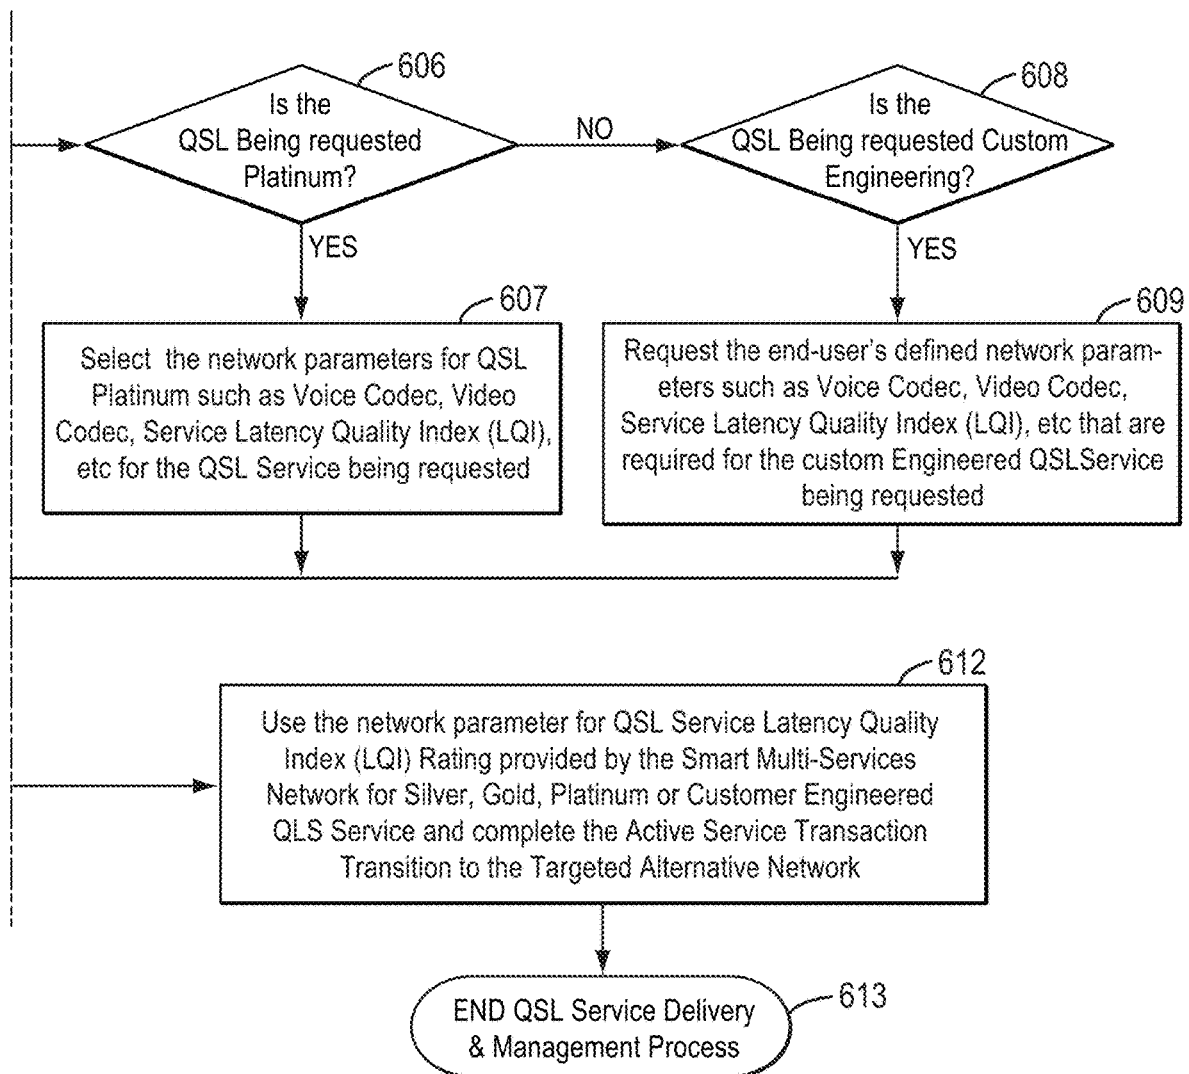 606
Is the
QSL Being requested
Platinum?
NO
608
Is the
QSL Being requested Custom
Engineering?
YES
YES
607
Select the network parameters for QSL
Platinum such as Voice Codec, Video
Codec, Service Latency Quality Index (LQI),
etc for the QSL Service being requested
609
Request the end-user's defined network param-
eters such as Voice Codec, Video Codec,
Service Latency Quality Index (LQI), etc that are
required for the custom Engineered QSLService
being requested
612
Use the network parameter for QSL Service Latency Quality
Index (LQI) Rating provided by the Smart Multi-Services
Network for Silver, Gold, Platinum or Customer Engineered
QLS Service and complete the Active Service Transaction
Transition to the Targeted Alternative Network
613
END QSL Service Delivery
& Management Process